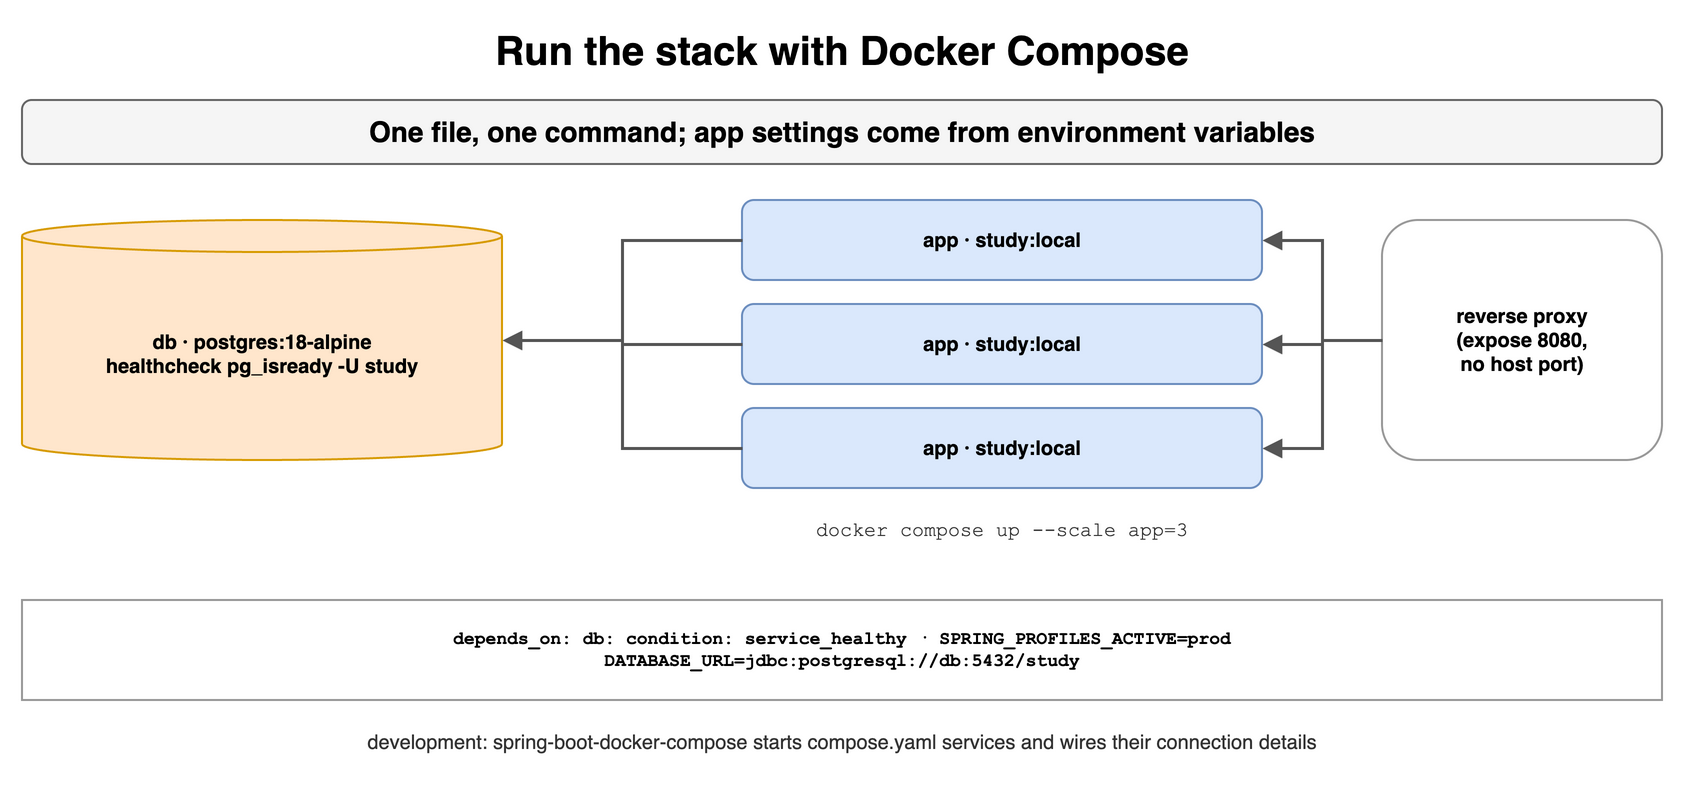 Run the stack with Docker Compose
One file, one command; app settings come from environment variables
db · postgres:18-alpine
healthcheck pg_isready -U study
app · study:local
app · study:local
app · study:local
reverse proxy
(expose 8080,
no host port)
docker compose up --scale app=3
depends_on: db: condition: service_healthy · SPRING_PROFILES_ACTIVE=prod
DATABASE_URL=jdbc:postgresql://db:5432/study
development: spring-boot-docker-compose starts compose.yaml services and wires their connection details